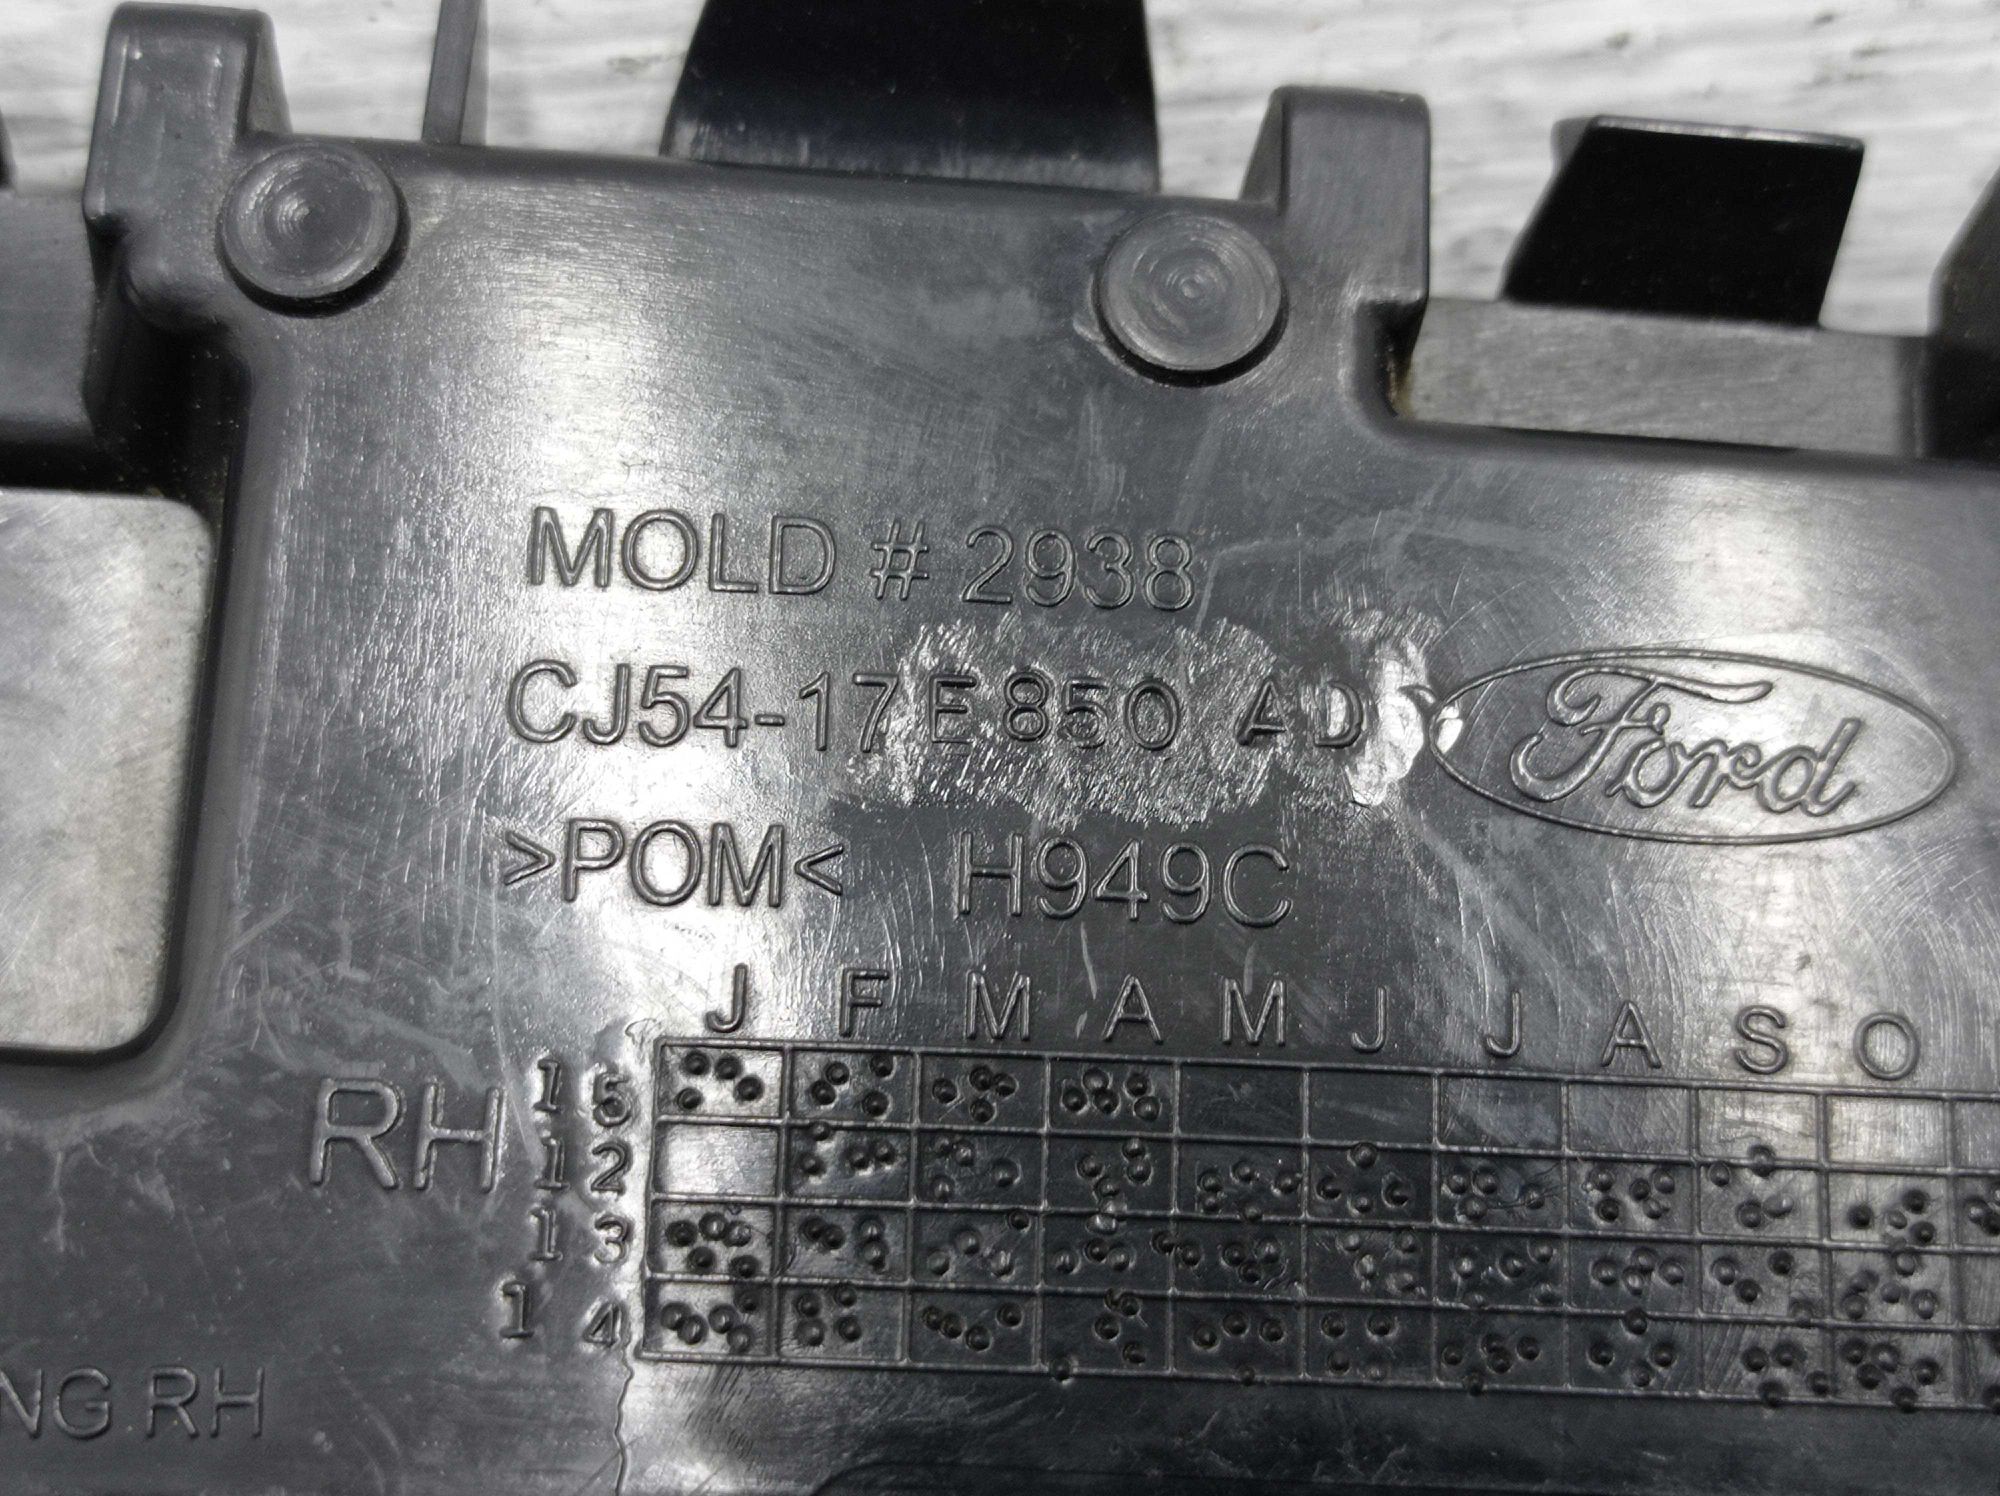 MOLD # 2938
CJ54-17E850 AD
Ford
>POM< H949C
J F M A M J J A S O
RH
15
12
13
14
NG RH